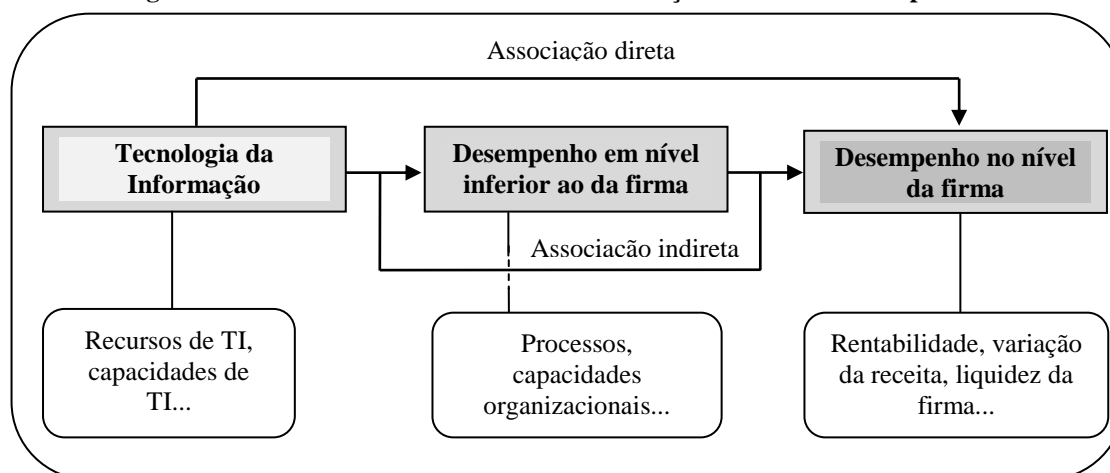 Associação direta
Tecnologia da
Informação
Desempenho em nível
inferior ao da firma
Desempenho no nível
da firma
Associacão indireta
Recursos de TI,
capacidades de
TI...
Processos,
capacidades
organizacionais...
Rentabilidade, variação
da receita, liquidez da
firma...